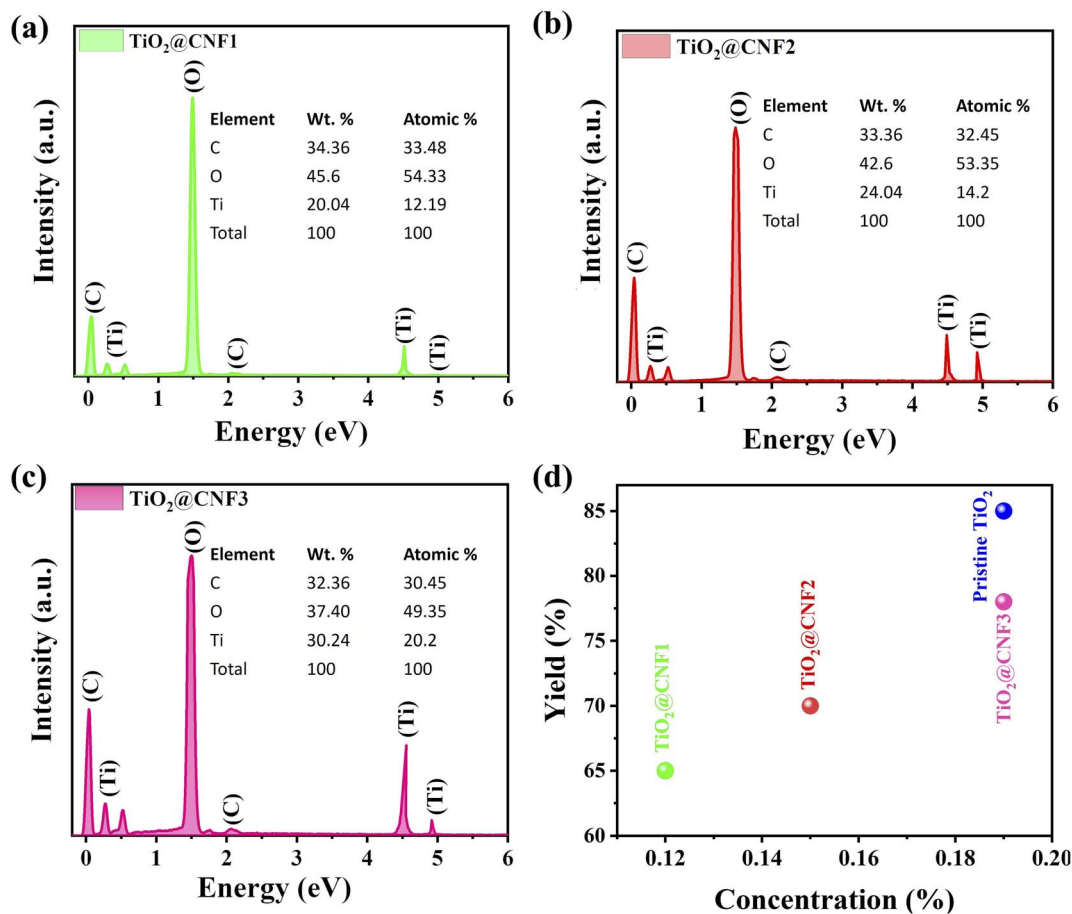 (a)
TiO₂@CNF1
Intensity (a.u.)
Element Wt. % Atomic %
C 34.36 33.48
O 45.6 54.33
Ti 20.04 12.19
Total 100 100
(C)
(Ti)
(O)
(C)
(Ti)
(Ti)
0 1 2 3 4 5 6
Energy (eV)
(b)
TiO₂@CNF2
Intensity (a.u.)
Element Wt. % Atomic %
C 33.36 32.45
O 42.6 53.35
Ti 24.04 14.2
Total 100 100
(C)
(Ti)
(O)
(C)
(Ti)
(Ti)
0 1 2 3 4 5 6
Energy (eV)
(c)
TiO₂@CNF3
Intensity (a.u.)
Element Wt. % Atomic %
C 32.36 30.45
O 37.40 49.35
Ti 30.24 20.2
Total 100 100
(C)
(Ti)
(O)
(C)
(Ti)
(Ti)
0 1 2 3 4 5 6
Energy (eV)
(d)
Yield (%)
85
80
75
70
65
60
TiO₂@CNF1
TiO₂@CNF2
Pristine TiO₂
TiO₂@CNF3
0.12 0.14 0.16 0.18 0.20
Concentration (%)